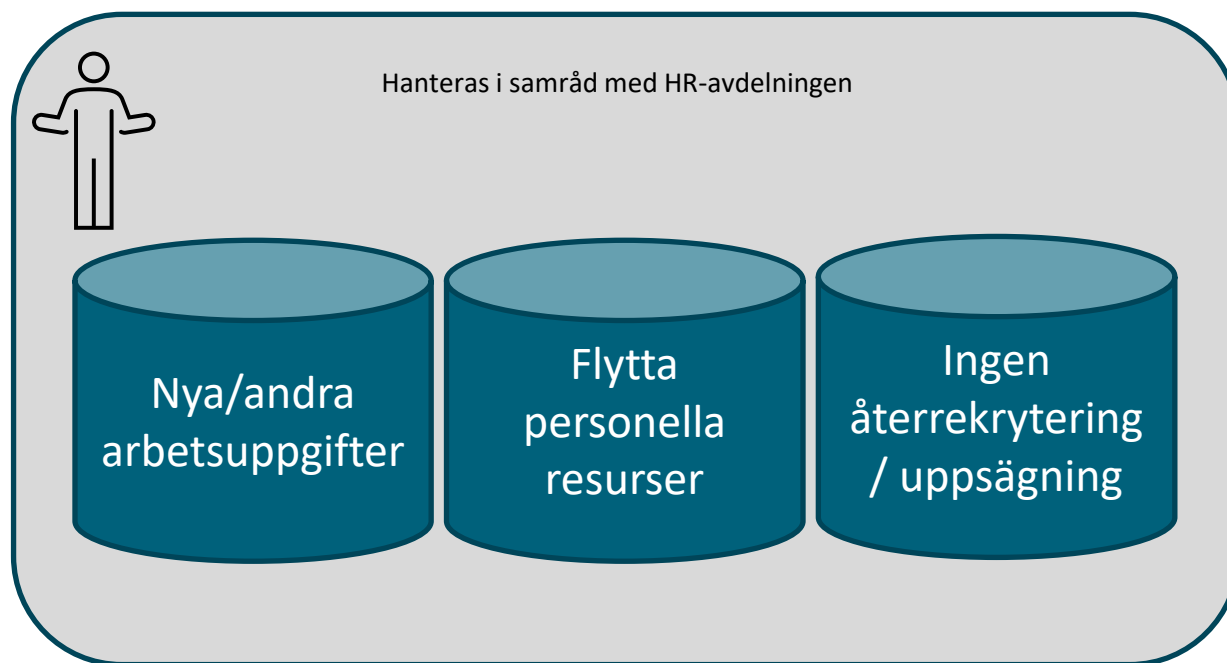 Hanteras i samråd med HR-avdelningen
Nya/andra
arbetsuppgifter
Flytta
personella
resurser
Ingen
återrekrytering
/ uppsägning